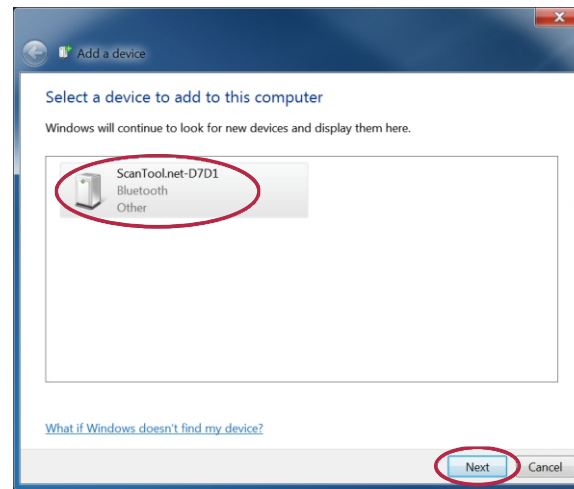 Add a device
Select a device to add to this computer
Windows will continue to look for new devices and display them here.
ScanTool.net-D7D1
Bluetooth
Other
What if Windows doesn't find my device?
Next Cancel